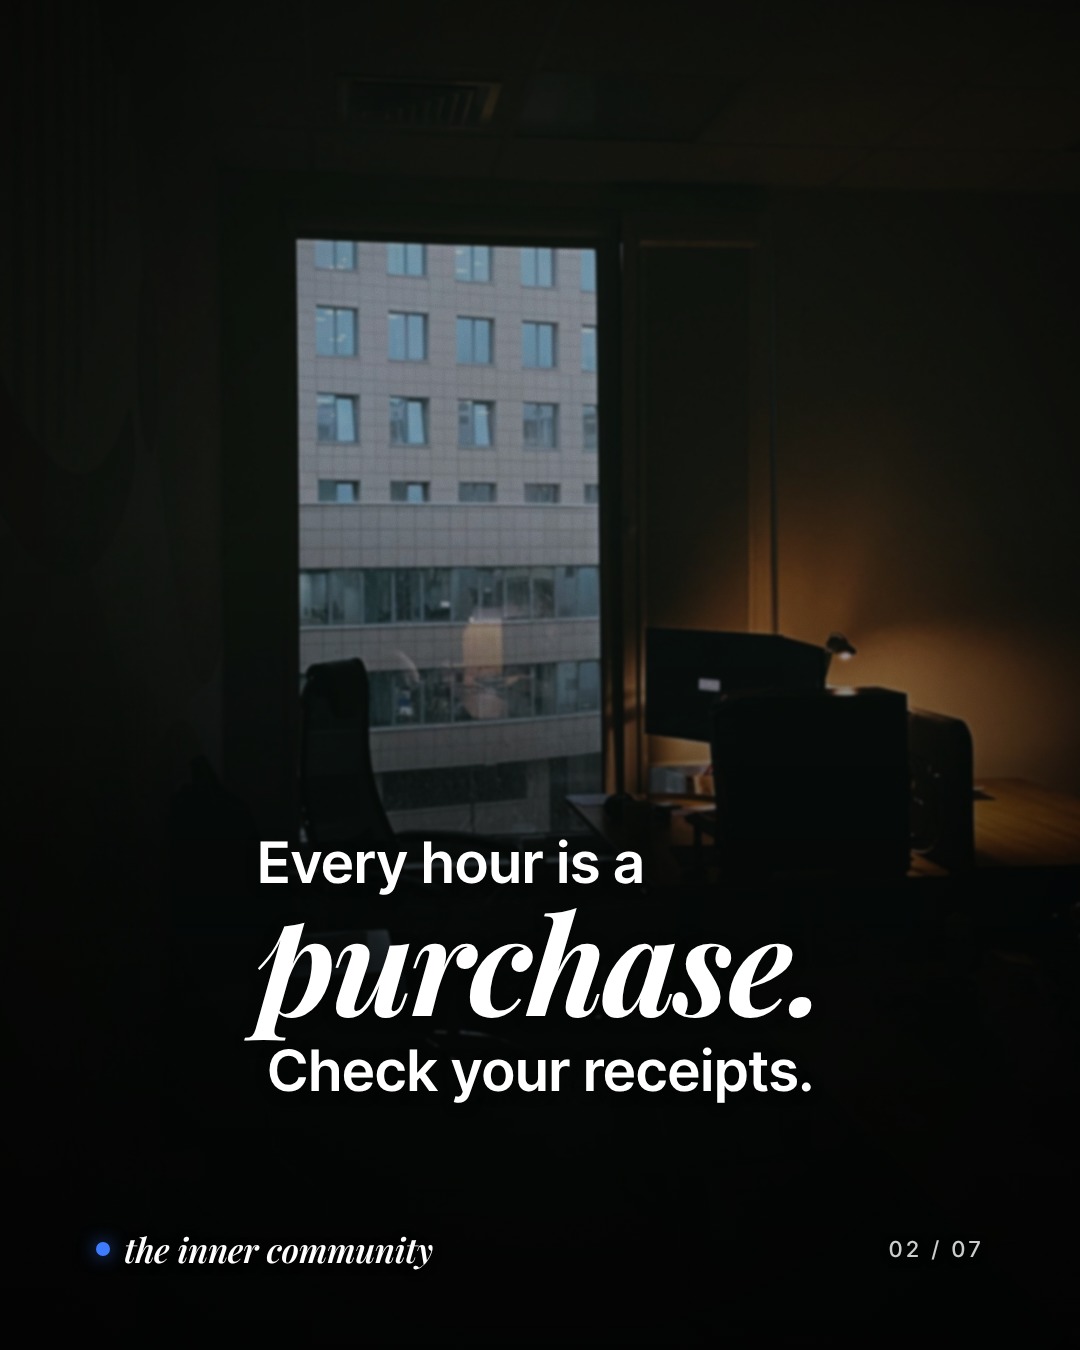 Every hour is a
purchase.
Check your receipts.
the inner community
02 / 07